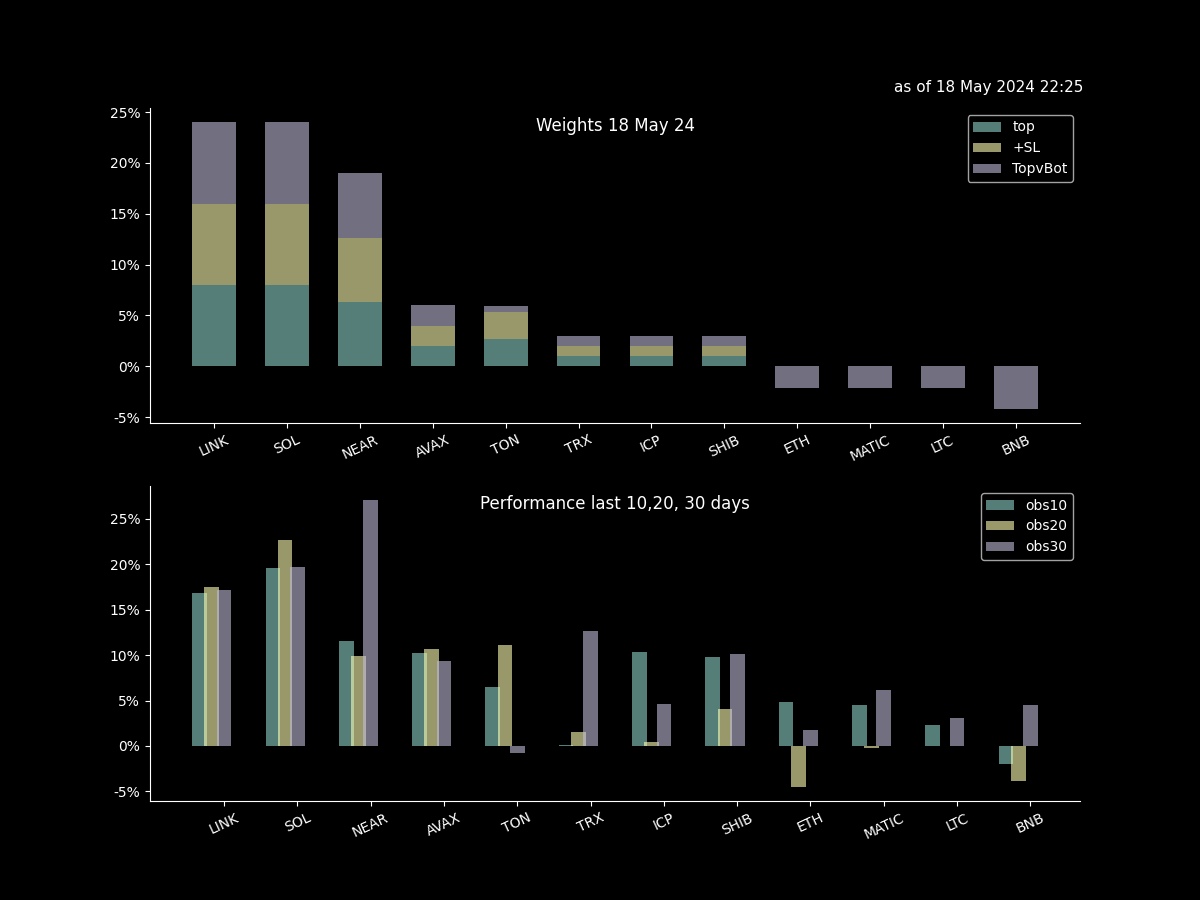 as of 18 May 2024 22:25
Weights 18 May 24
top
+SL
TopvBot
25%
20%
15%
10%
5%
0%
-5%
LINK SOL NEAR AVAX TON TRX ICP SHIB ETH MATIC LTC BNB
Performance last 10,20, 30 days
obs10
obs20
obs30
25%
20%
15%
10%
5%
0%
-5%
LINK SOL NEAR AVAX TON TRX ICP SHIB ETH MATIC LTC BNB